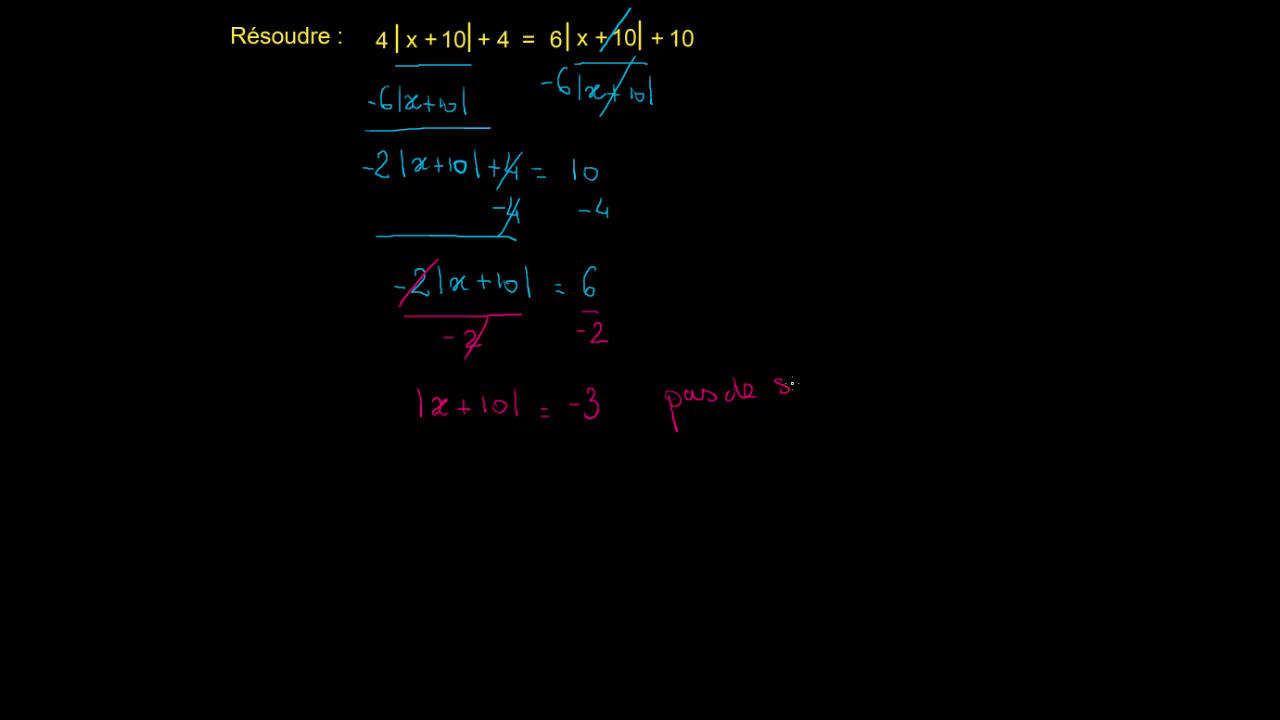 Résoudre : 4 |x + 10| + 4 = 6 |x + 10| + 10
-6|x+10| -6|x+10|
-2|x+10| +4 = 10
-4 -4
-2|x+10| = 6
-2 -2
|x+10| = -3 pas de s